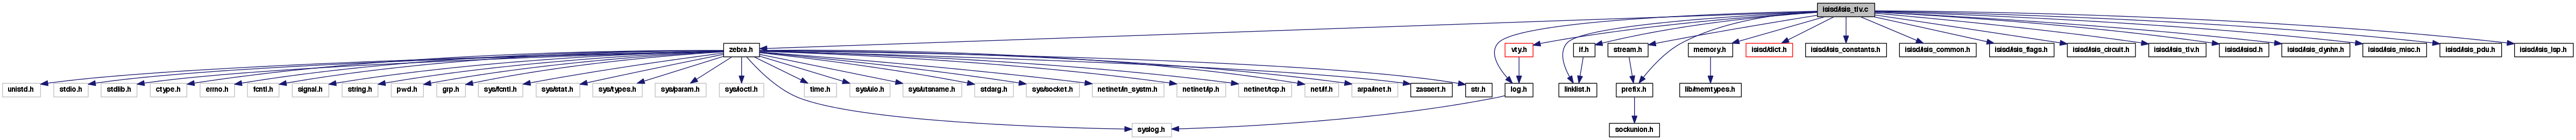 isisd/isis_tlv.c
zebra.h
vty.h
if.h
stream.h
memory.h
isisd/dict.h
isisd/isis_constants.h
isisd/isis_common.h
isisd/isis_flags.h
isisd/isis_circuit.h
isisd/isis_tlv.h
isisd/isisd.h
isisd/isis_dynhn.h
isisd/isis_misc.h
isisd/isis_pdu.h
isisd/isis_lsp.h
unistd.h
stdio.h
stdlib.h
ctype.h
errno.h
fcntl.h
signal.h
string.h
pwd.h
grp.h
sys/fcntl.h
sys/stat.h
sys/types.h
sys/param.h
sys/ioctl.h
time.h
sys/uio.h
sys/utsname.h
stdarg.h
sys/socket.h
netinet/in_systm.h
netinet/ip.h
netinet/tcp.h
net/if.h
arpa/inet.h
zassert.h
str.h
log.h
linklist.h
prefix.h
lib/memtypes.h
syslog.h
sockunion.h